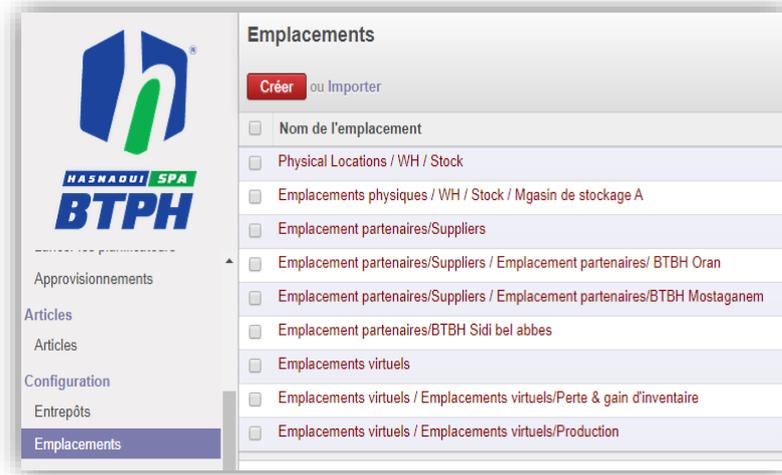 HASNAOUI SPA
BTPH
Approvisionnements
Articles
Articles
Configuration
Entrepôts
Emplacements
Emplacements
Créer ou Importer
Nom de l'emplacement
Physical Locations / WH / Stock
Emplacements physiques / WH / Stock / Mgasin de stockage A
Emplacement partenaires/Suppliers
Emplacement partenaires/Suppliers / Emplacement partenaires/ BTBH Oran
Emplacement partenaires/Suppliers / Emplacement partenaires/BTBH Mostaganem
Emplacement partenaires/BTBH Sidi bel abbes
Emplacements virtuels
Emplacements virtuels / Emplacements virtuels/Perte & gain d'inventaire
Emplacements virtuels / Emplacements virtuels/Production